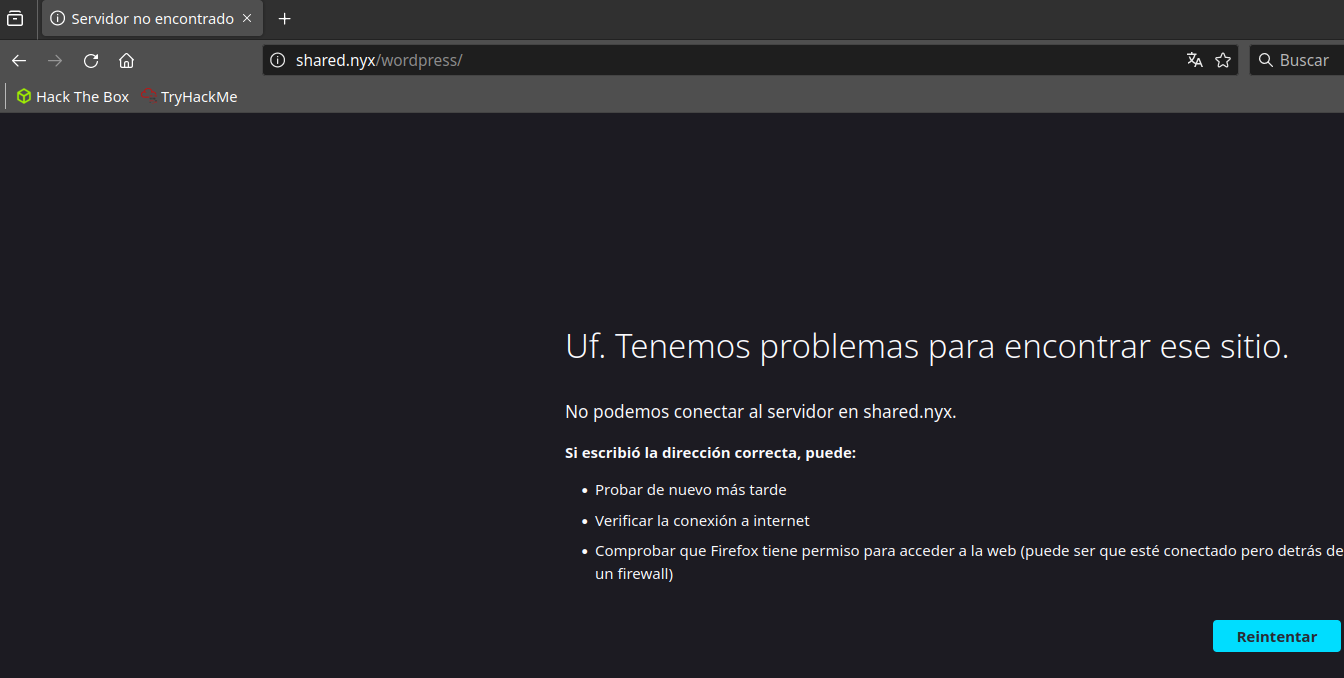 Servidor no encontrado
shared.nyx/wordpress/
Buscar
Hack The Box
TryHackMe
Uf. Tenemos problemas para encontrar ese sitio.
No podemos conectar al servidor en shared.nyx.
Si escribió la dirección correcta, puede:
Probar de nuevo más tarde
Verificar la conexión a internet
Comprobar que Firefox tiene permiso para acceder a la web (puede ser que esté conectado pero detrás de
un firewall)
Reintentar